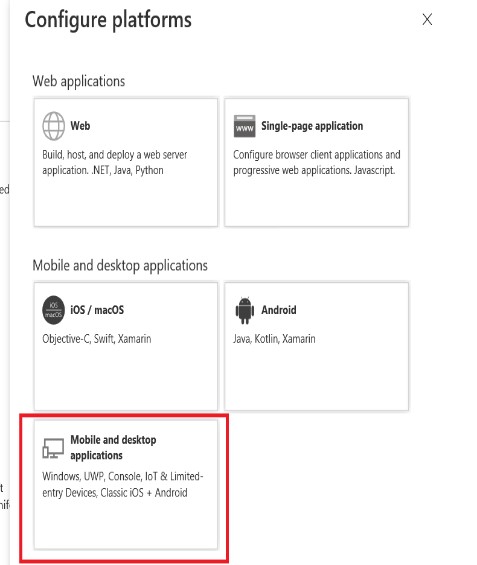 Configure platforms
Web applications
Web
Build, host, and deploy a web server
application. .NET, Java, Python
www
Single-page application
Configure browser client applications and
progressive web applications. Javascript.
ed
Mobile and desktop applications
iOS
macOS
iOS / macOS
Objective-C, Swift, Xamarin
Android
Java, Kotlin, Xamarin
Mobile and desktop
applications
Windows, UWP, Console, IoT & Limited-
entry Devices, Classic iOS + Android
t
nif